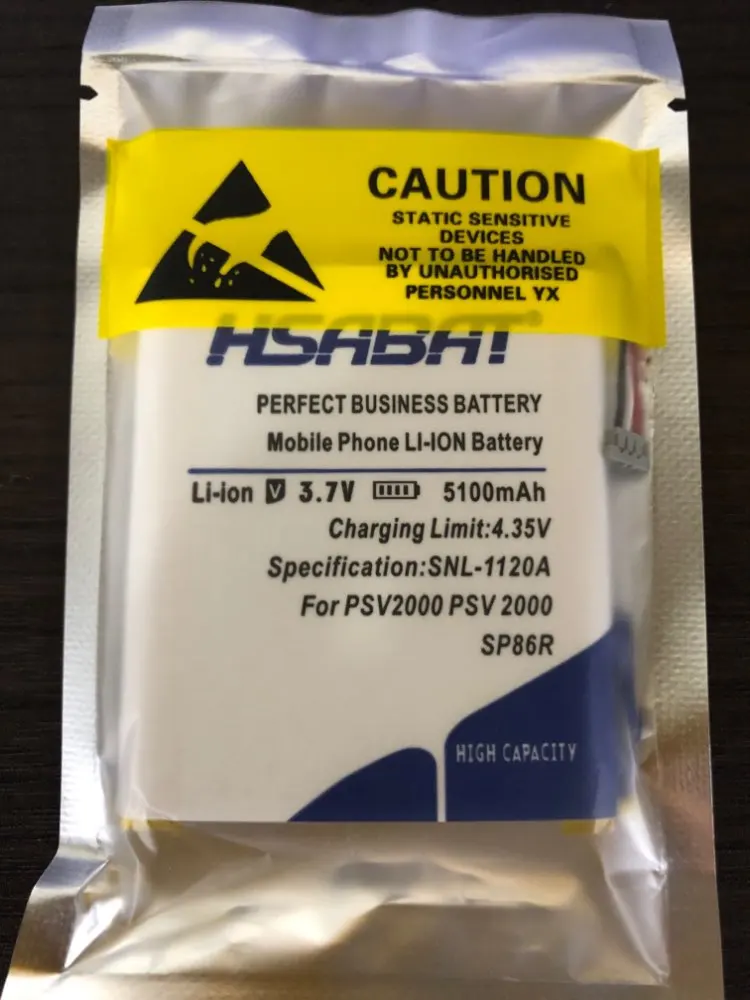 CAUTION
STATIC SENSITIVE
DEVICES
NOT TO BE HANDLED
BY UNAUTHORISED
PERSONNEL YX
HSABAT
PERFECT BUSINESS BATTERY
Mobile Phone LI-ION Battery
Li-ion V 3.7V 5100mAh
Charging Limit:4.35V
Specification:SNL-1120A
For PSV2000 PSV 2000
SP86R
HIGH CAPACITY